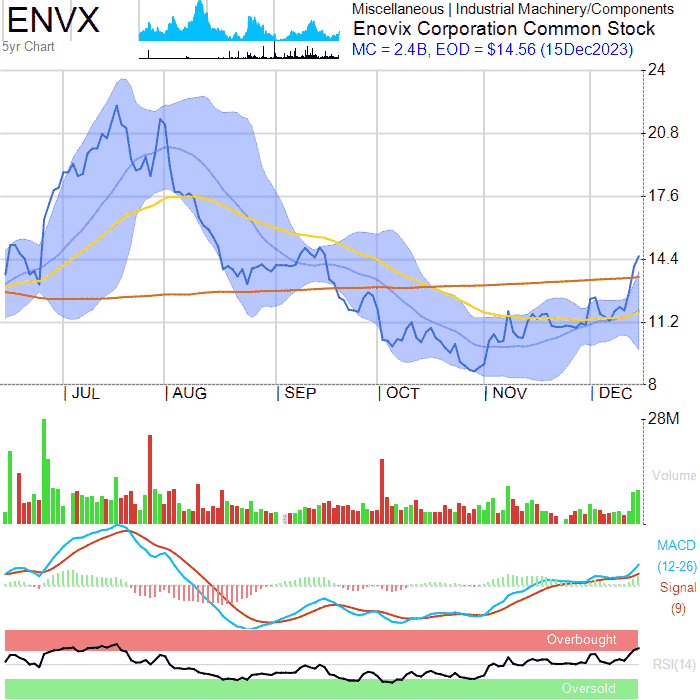 ENVX
5yr Chart
Miscellaneous | Industrial Machinery/Components
Enovix Corporation Common Stock
MC = 2.4B, EOD = $14.56 (15Dec2023)
24
20.8
17.6
14.4
11.2
8
JUL
AUG
SEP
OCT
NOV
DEC
28M
Volume
MACD
(12-26)
Signal
(9)
Overbought
RSI(14)
Oversold